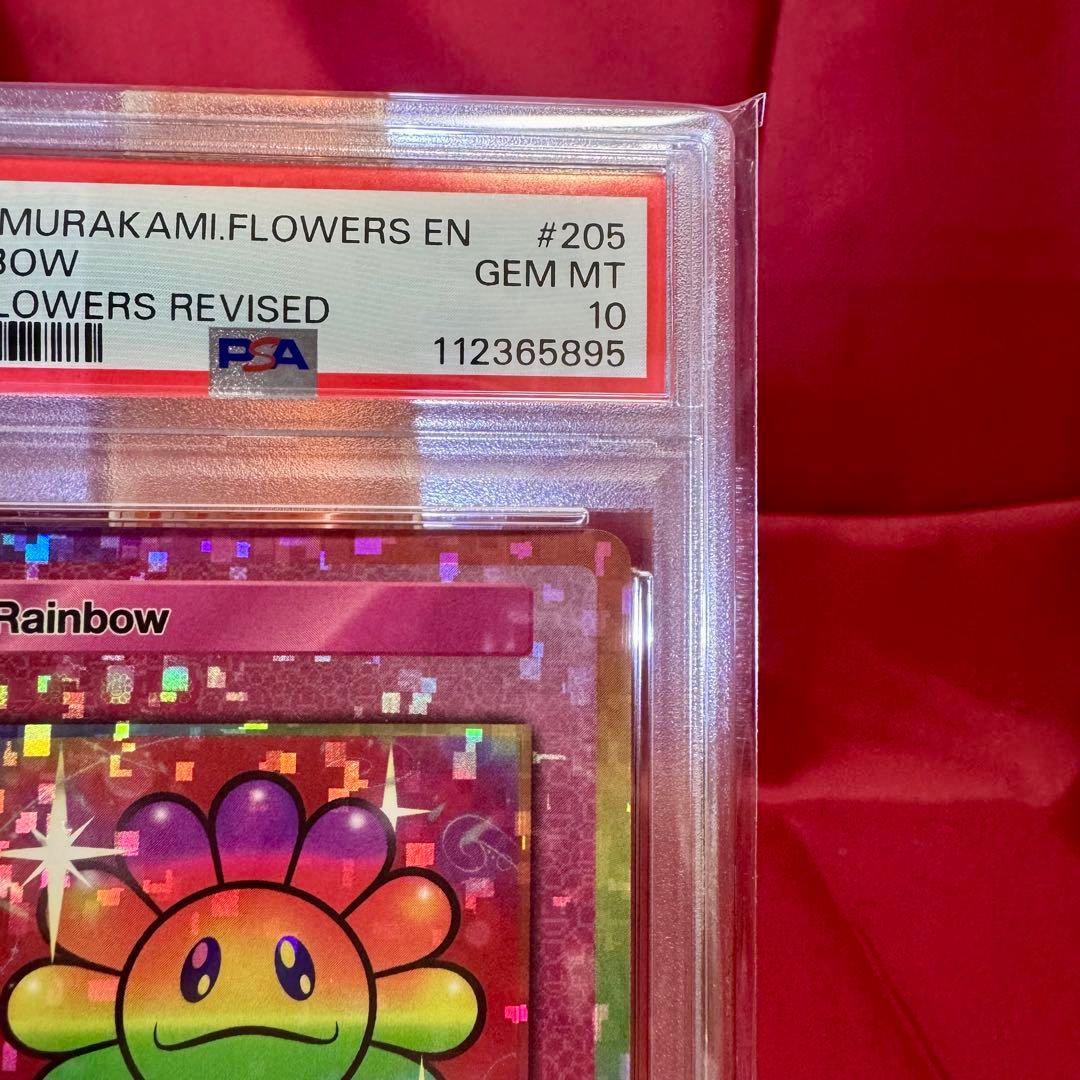 MURAKAMI.FLOWERS EN #205
BOW GEM MT
LOWERS REVISED 10
PSA 112365895
Rainbow